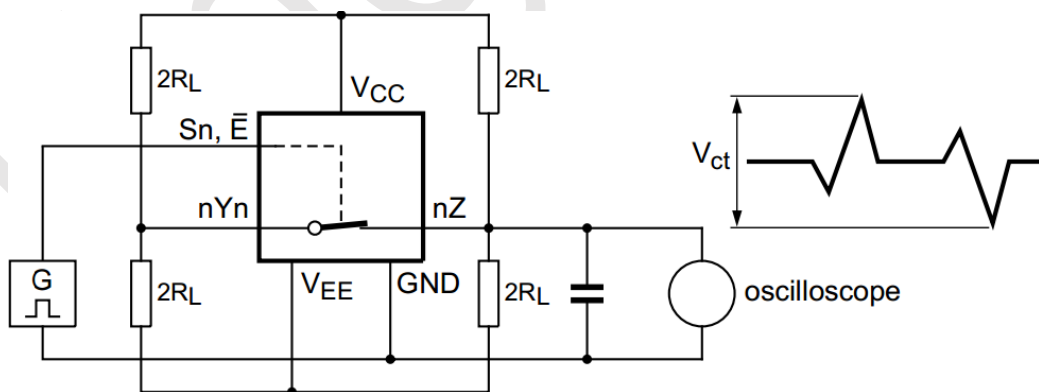 2RL
VCC
2RL
Sn, E̅
Vct
nYn
nZ
G
2RL
VEE
GND
2RL
oscilloscope